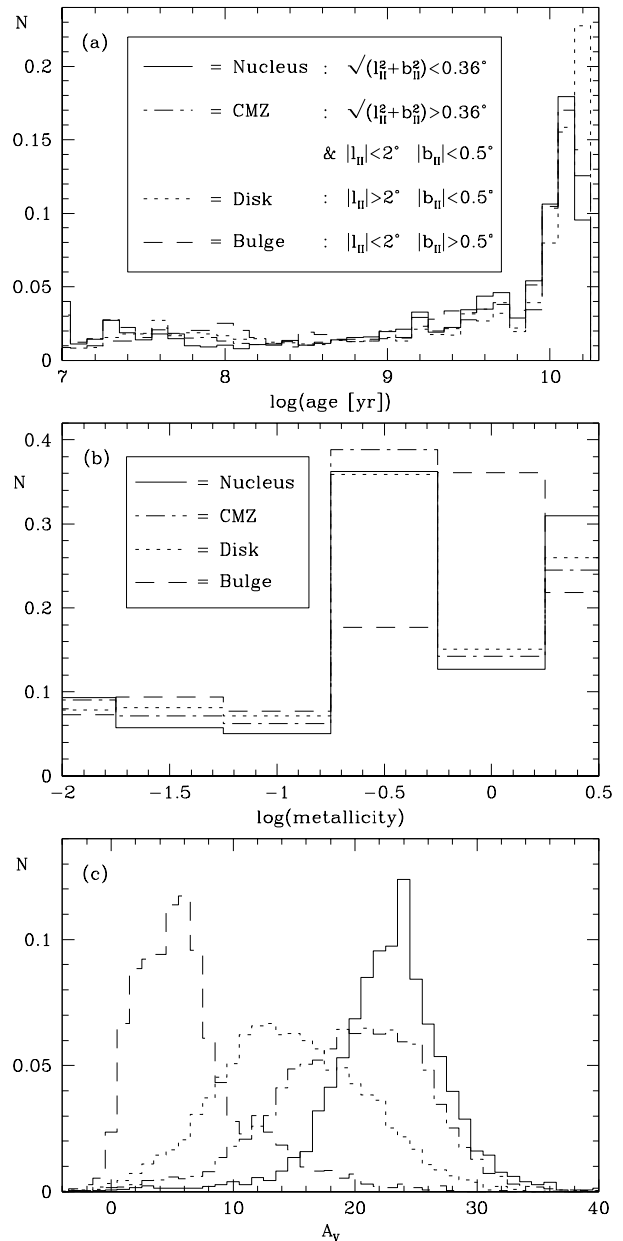 N
(a)
0.2
0.15
0.1
0.05
0
= Nucleus : √(l²II+b²II)<0.36°
= CMZ : √(l²II+b²II)>0.36°
& |lII|<2° |bII|<0.5°
= Disk : |lII|>2° |bII|<0.5°
= Bulge : |lII|<2° |bII|>0.5°
7 8 9 10
log(age [yr])
0.4
N
(b)
0.3
0.2
0.1
0
= Nucleus
= CMZ
= Disk
= Bulge
−2 −1.5 −1 −0.5 0 0.5
log(metallicity)
N
(c)
0.1
0.05
0
0 10 20 30 40
AV